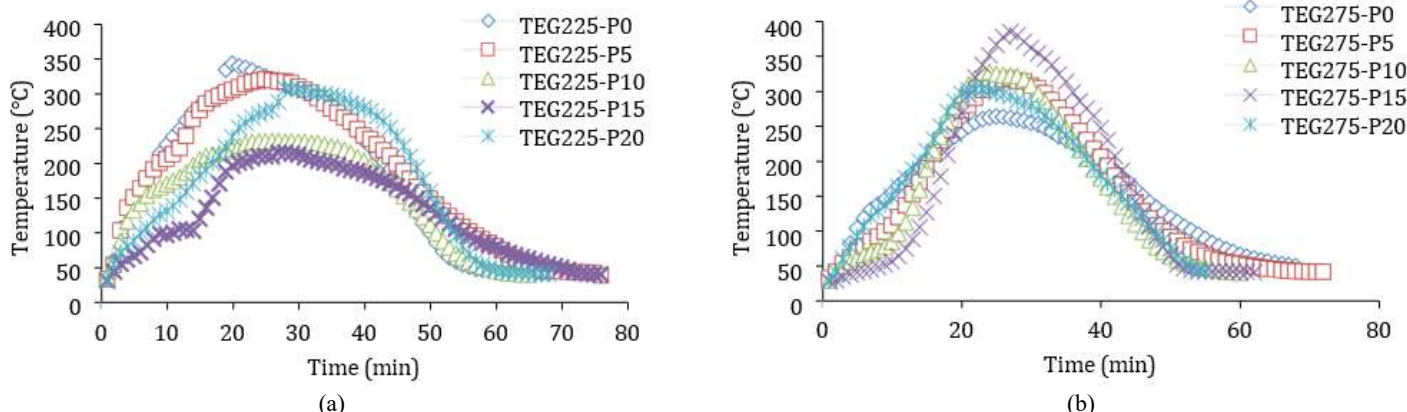 400
350
300
250
200
150
100
50
0
Temperature (°C)
0 10 20 30 40 50 60 70 80
Time (min)
TEG225-P0
TEG225-P5
TEG225-P10
TEG225-P15
TEG225-P20
(a)
400
350
300
250
200
150
100
50
0
Temperature (°C)
0 20 40 60 80
Time (min)
TEG275-P0
TEG275-P5
TEG275-P10
TEG275-P15
TEG275-P20
(b)